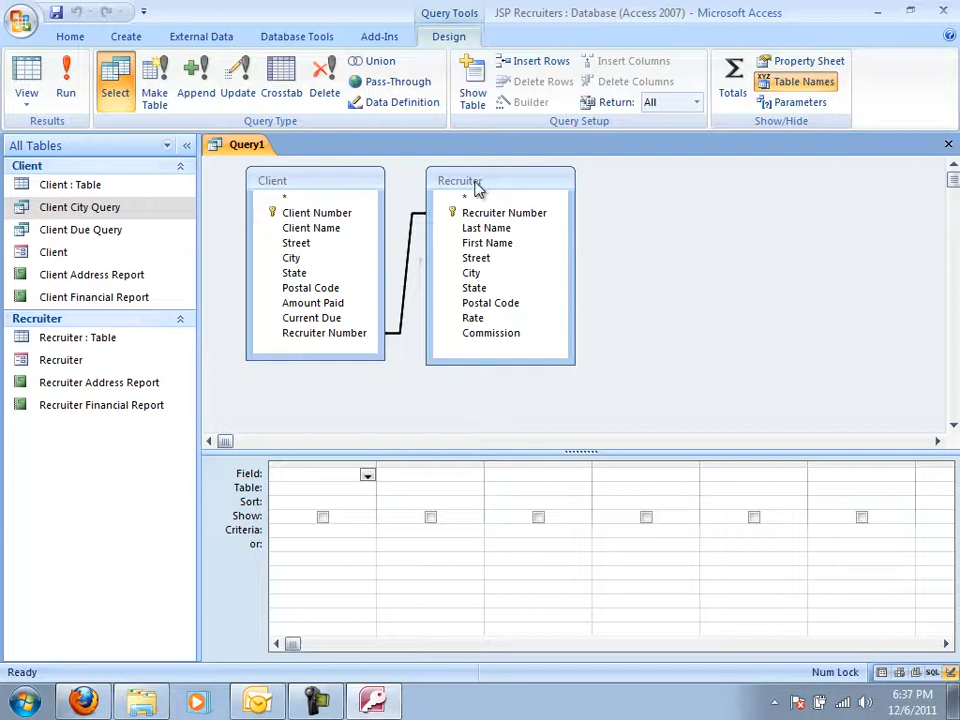 Query Tools
JSP Recruiters : Database (Access 2007) - Microsoft Access
Home Create External Data Database Tools Add-Ins Design
View Run
Results
Select Make Table Append Update Crosstab Delete
Union
Pass-Through
Data Definition
Query Type
Show Table
Insert Rows
Delete Rows
Builder
Insert Columns
Delete Columns
Return: All
Query Setup
Totals
Property Sheet
Table Names
Parameters
Show/Hide
All Tables
Client
Client : Table
Client City Query
Client Due Query
Client
Client Address Report
Client Financial Report
Recruiter
Recruiter : Table
Recruiter
Recruiter Address Report
Recruiter Financial Report
Query1
Client
*
Client Number
Client Name
Street
City
State
Postal Code
Amount Paid
Current Due
Recruiter Number
Recruiter
*
Recruiter Number
Last Name
First Name
Street
City
State
Postal Code
Rate
Commission
Field:
Table:
Sort:
Show:
Criteria:
or:
Ready
Num Lock
SQL
6:37 PM
12/6/2011